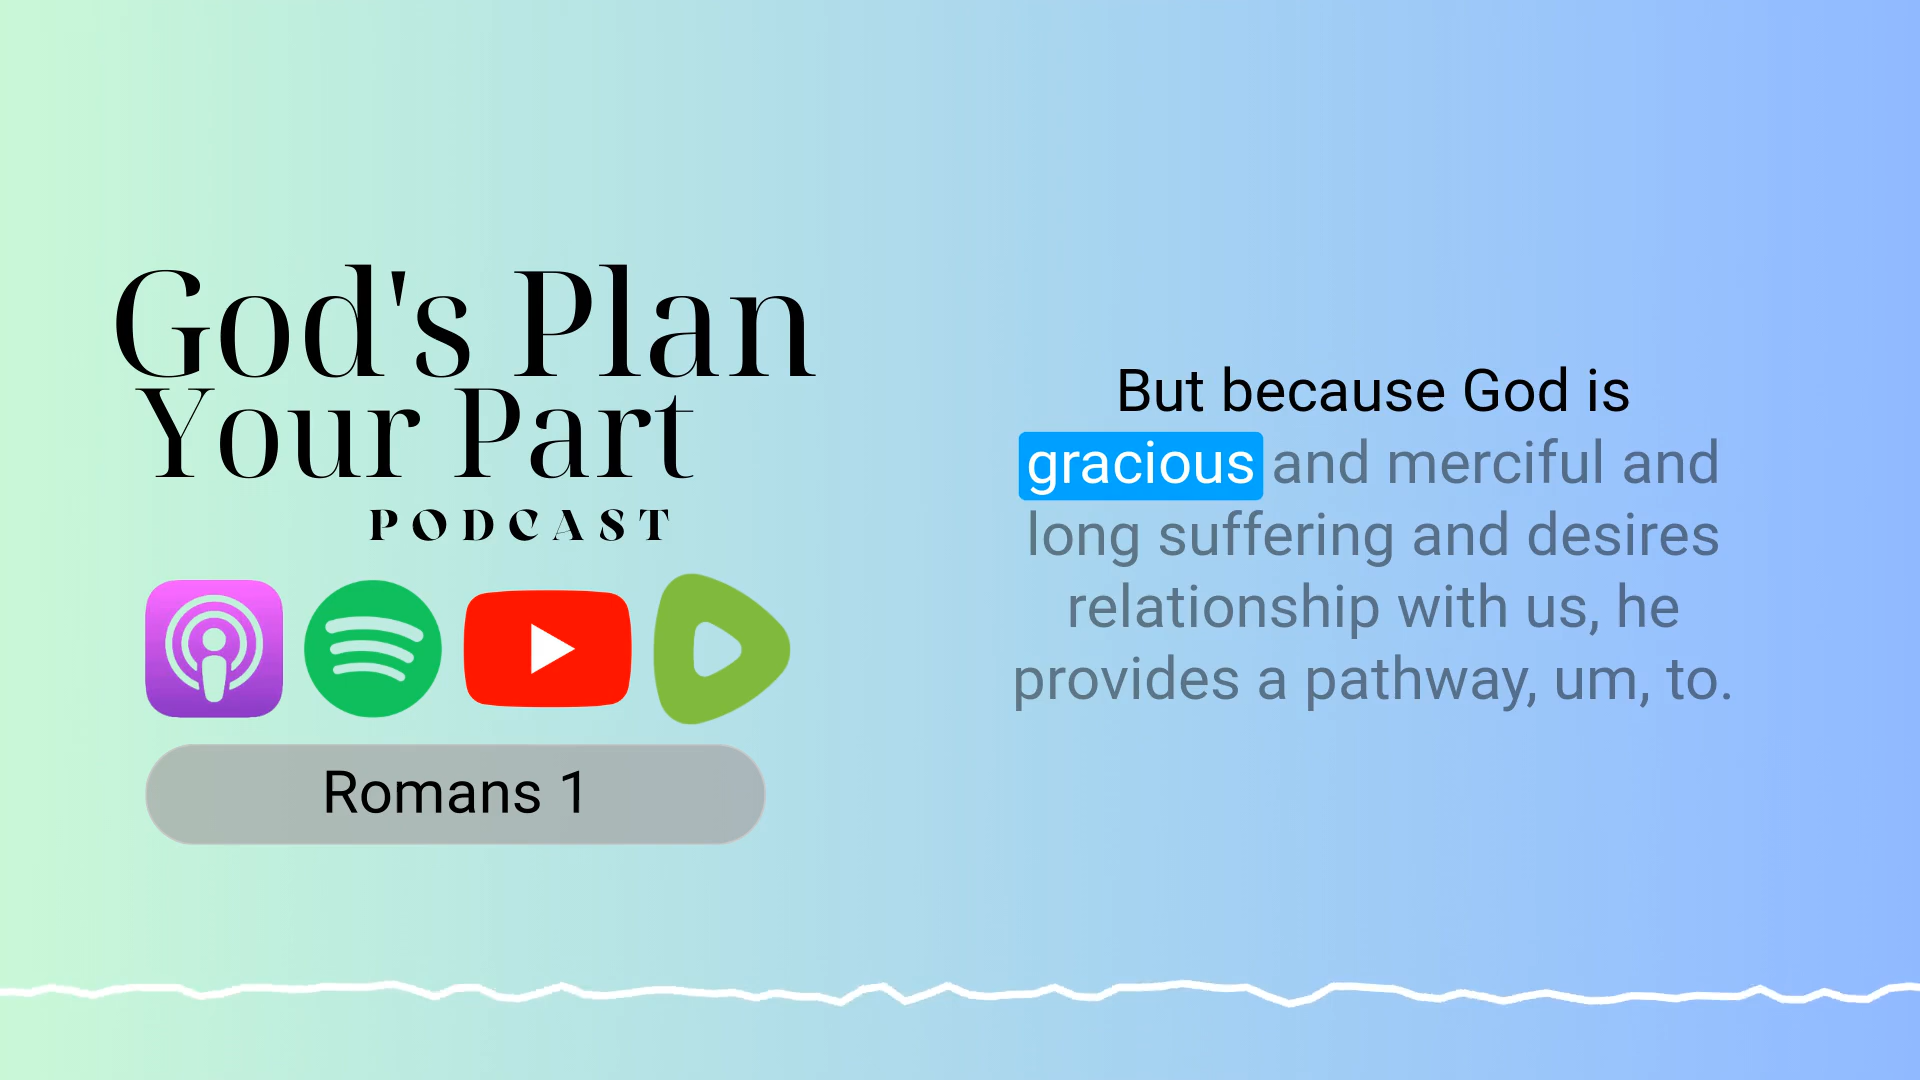 God's Plan
Your Part
PODCAST
Romans 1
But because God is
gracious and merciful and
long suffering and desires
relationship with us, he
provides a pathway, um, to.